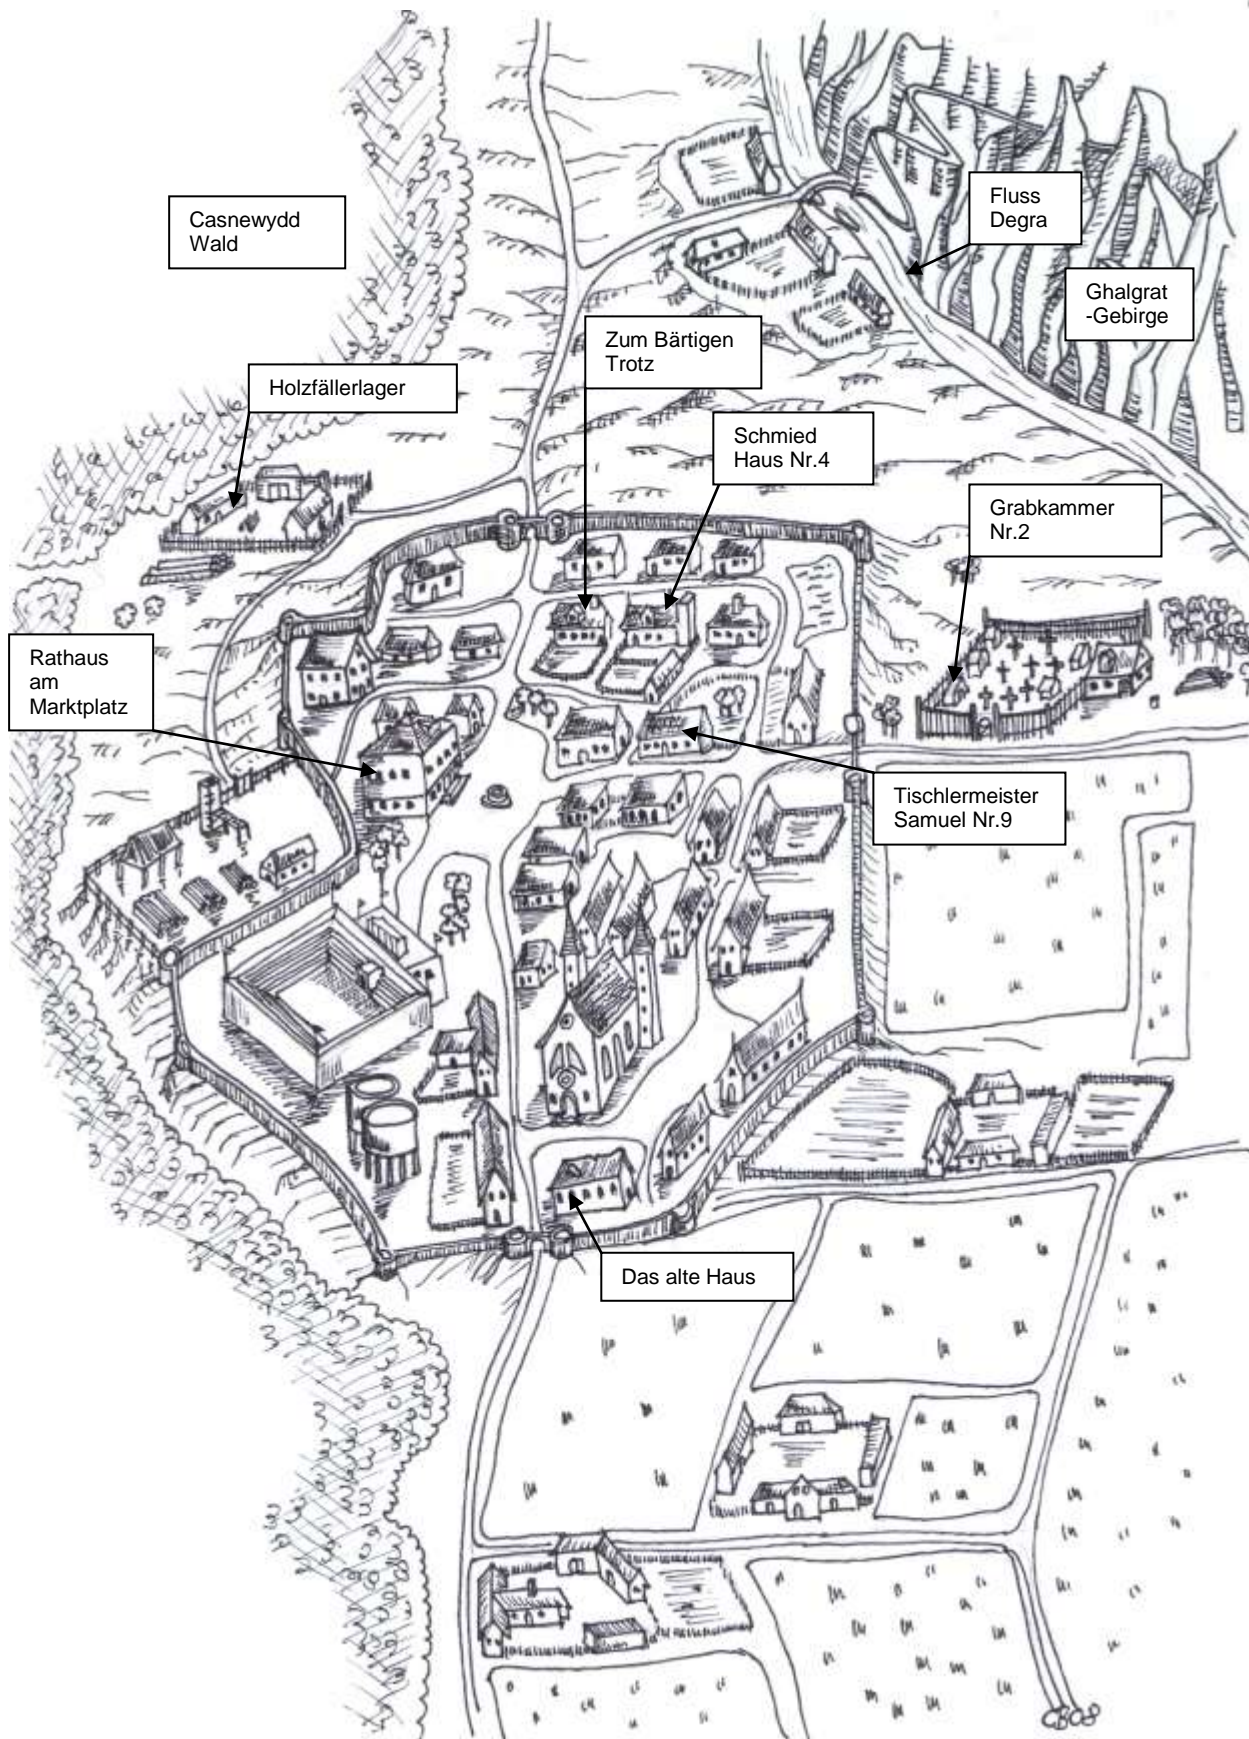 Casnewydd
Wald
Fluss
Degra
Ghalgrat
-Gebirge
Zum Bärtigen
Trotz
Holzfällerlager
Schmied
Haus Nr.4
Grabkammer
Nr.2
Rathaus
am
Marktplatz
Tischlermeister
Samuel Nr.9
Das alte Haus